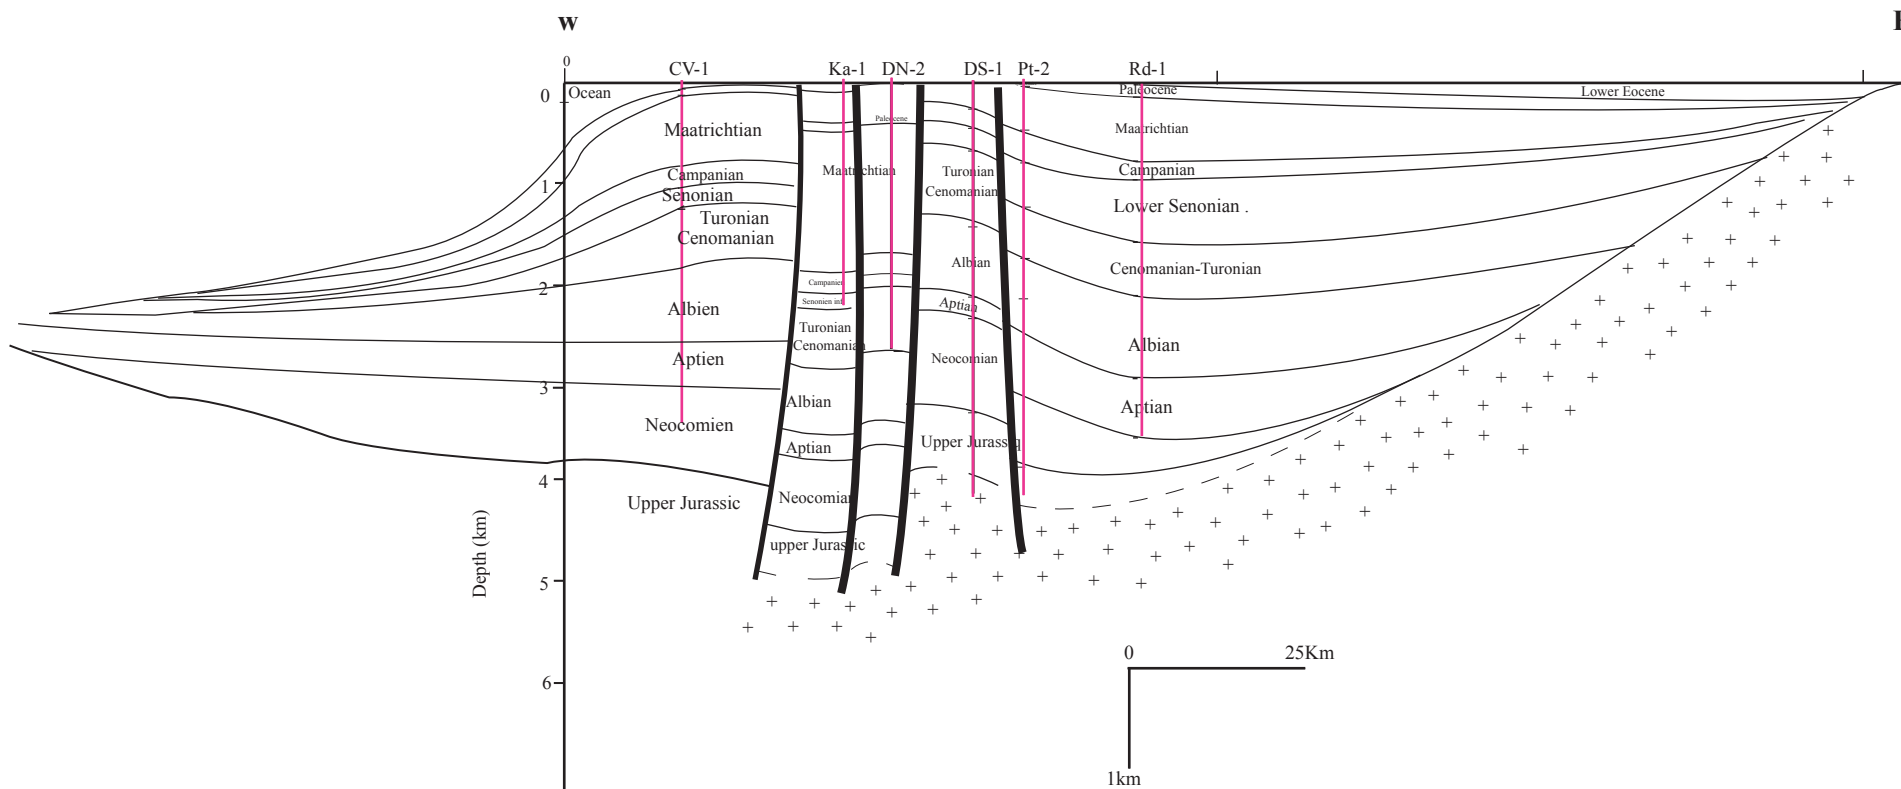 W
0
CV-1 Ka-1 DN-2 DS-1 Pt-2 Rd-1
0
Ocean
Paleocene
Lower Eocene
Maatrichtian
Paleocene
Maatrichtian
1
Campanian
Senonian
Turonian
Cenomanian
Maatrichtian
Turonian
Cenomanian
Campanian
Lower Senonian .
Albian
Cenomanian-Turonian
2
Albien
Campanien
Senonien inf
Turonian
Cenomanian
Aptian
Neocomian
Albian
Aptien
3
Albian
Aptian
Neocomien
Aptian
Upper Jurassiq
4
Upper Jurassic
Neocomian
upper Jurassic
Depth (km)
5
6
0 25Km
1km